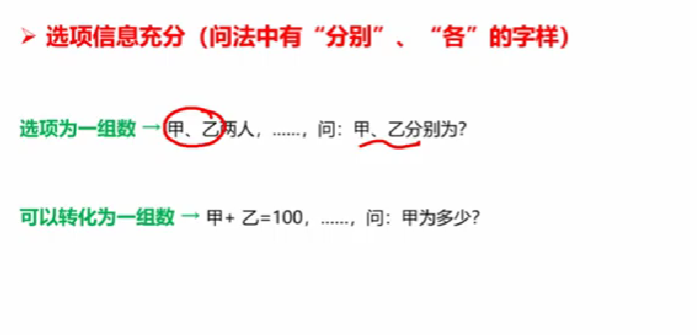 ➢ 选项信息充分（问法中有“分别”、“各”的字样）
选项为一组数 → 甲、乙两人，……，问：甲、乙分别为？
可以转化为一组数 → 甲+ 乙=100，……，问：甲为多少？